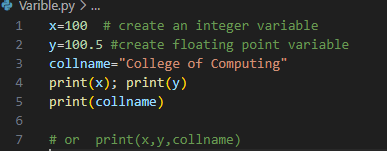 Varible.py > ...
1 x=100 # create an integer variable
2 y=100.5 #create floating point variable
3 collname="College of Computing"
4 print(x); print(y)
5 print(collname)
6
7 # or print(x,y,collname)